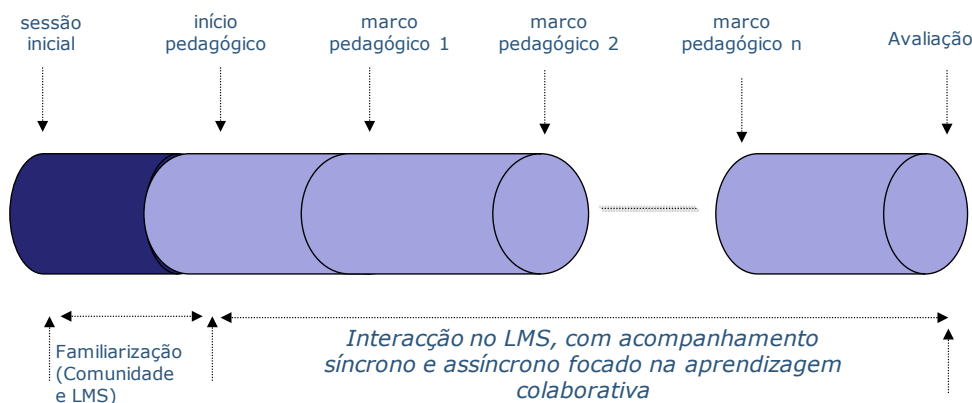 sessão
inicial
início
pedagógico
marco
pedagógico 1
marco
pedagógico 2
marco
pedagógico n
Avaliação
Familiarização
(Comunidade
e LMS)
Interacção no LMS, com acompanhamento
síncrono e assíncrono focado na aprendizagem
colaborativa